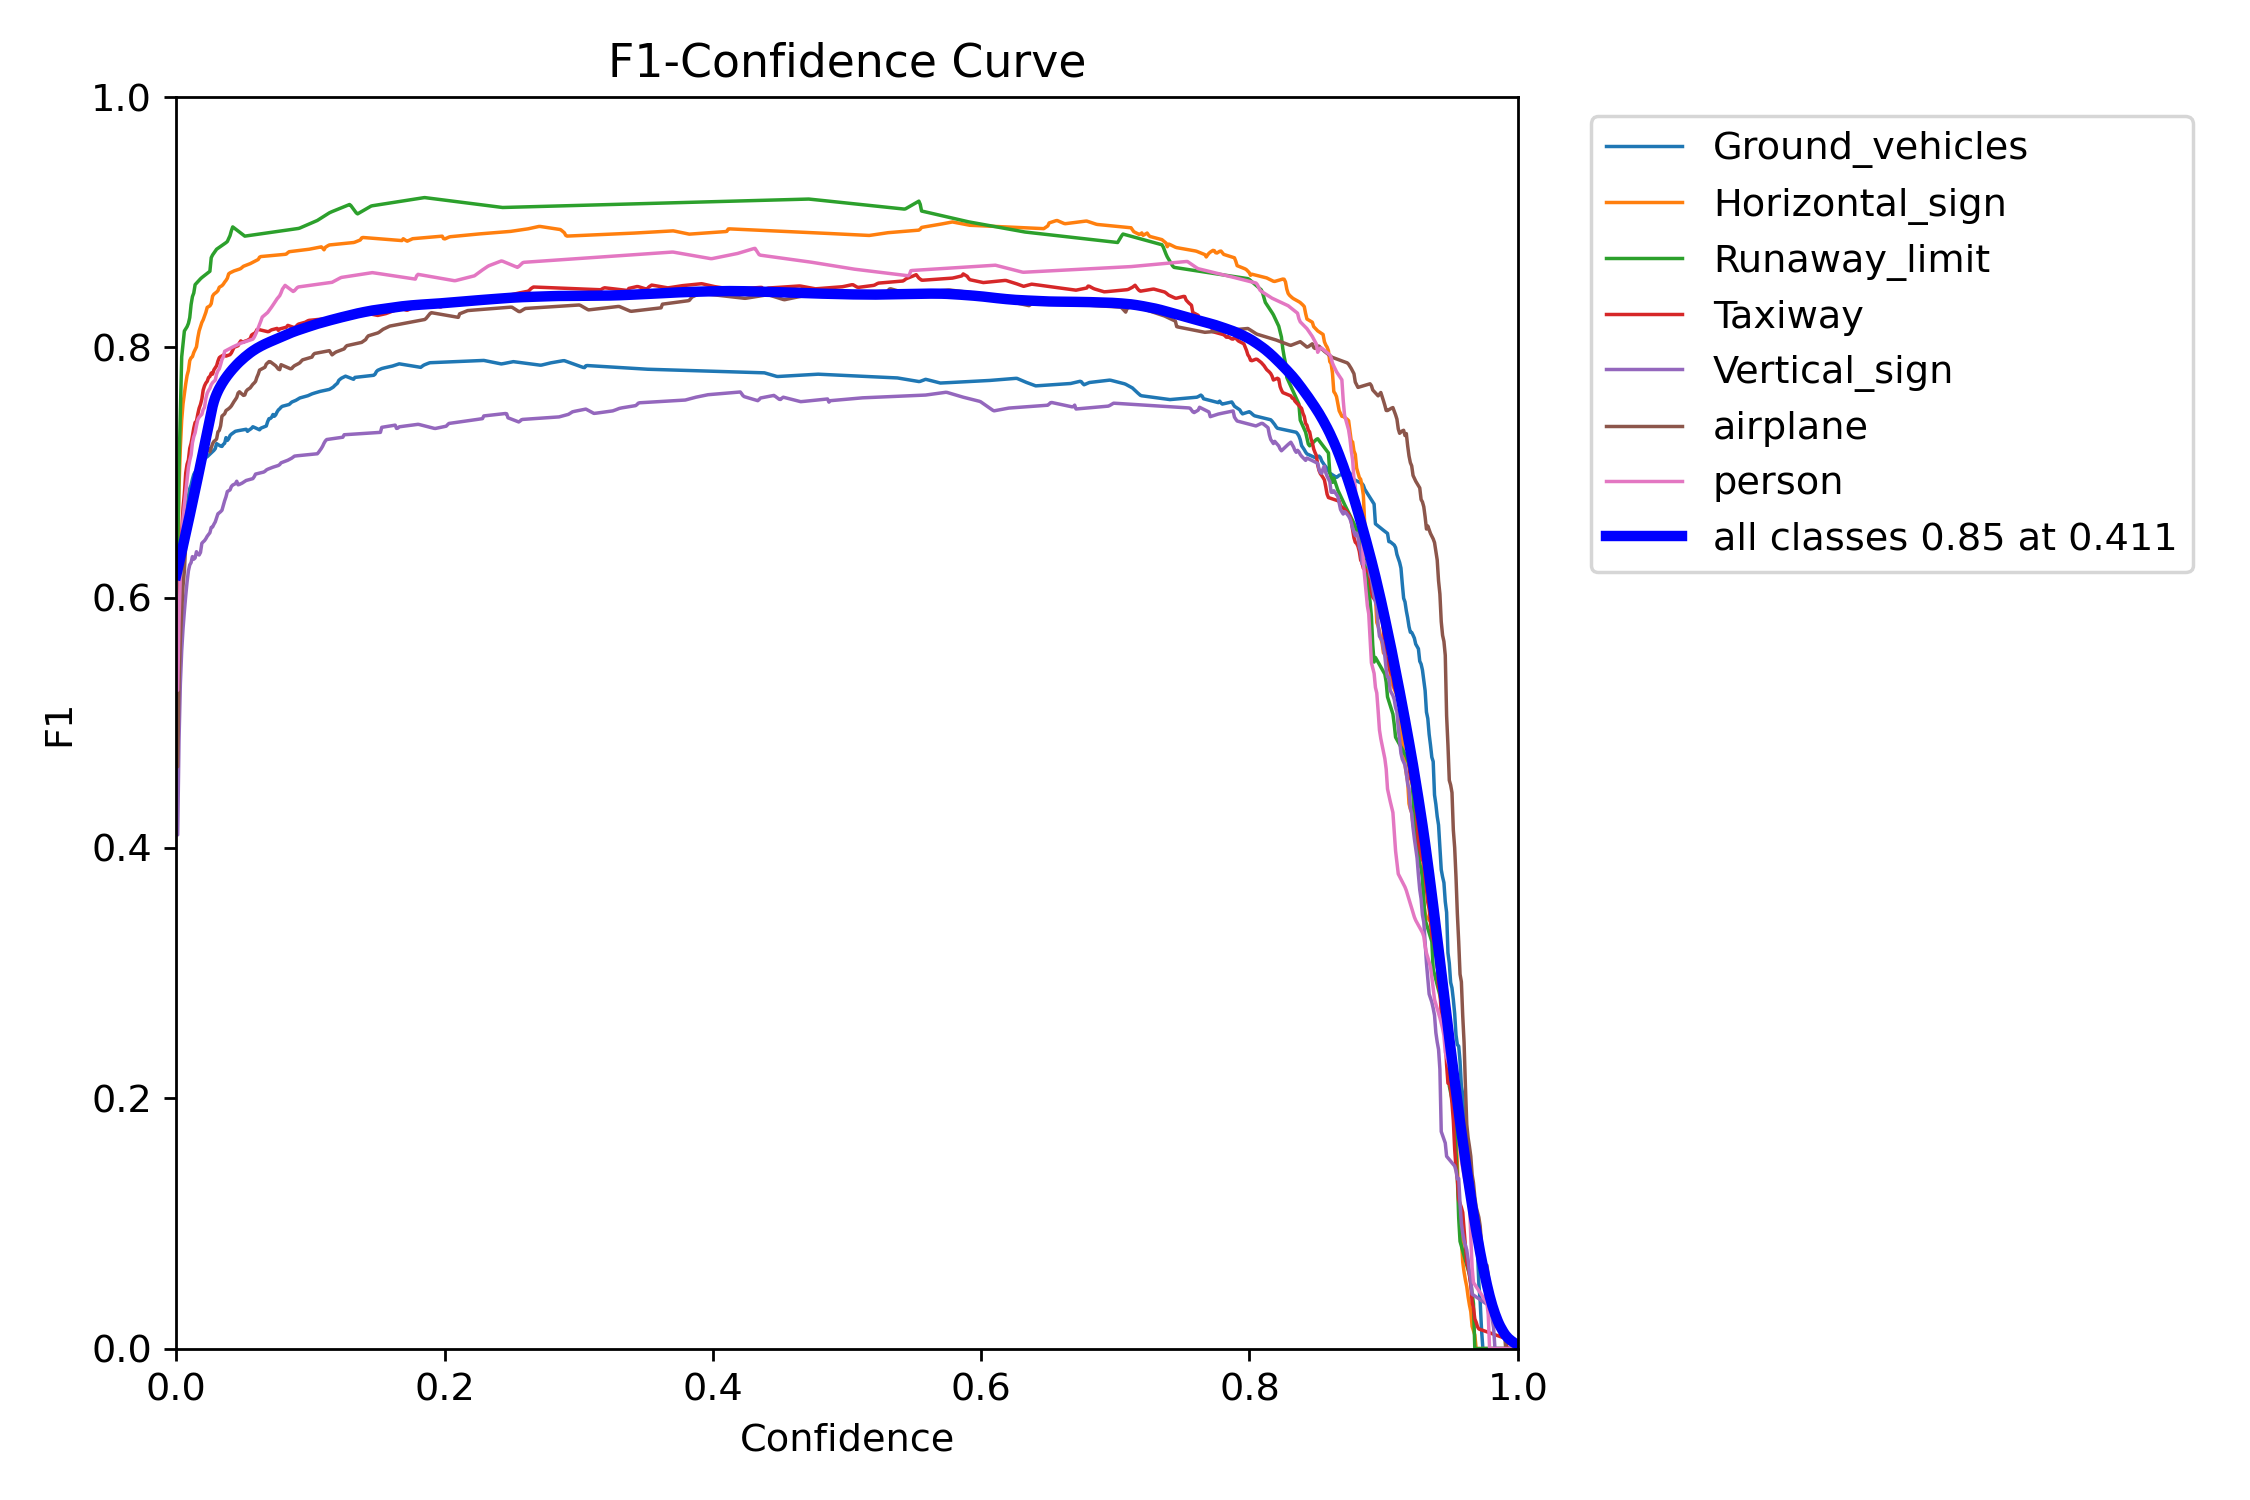 F1-Confidence Curve
1.0
0.8
0.6
0.4
0.2
0.0
F1
0.0 0.2 0.4 0.6 0.8 1.0
Confidence
Ground_vehicles
Horizontal_sign
Runaway_limit
Taxiway
Vertical_sign
airplane
person
all classes 0.85 at 0.411